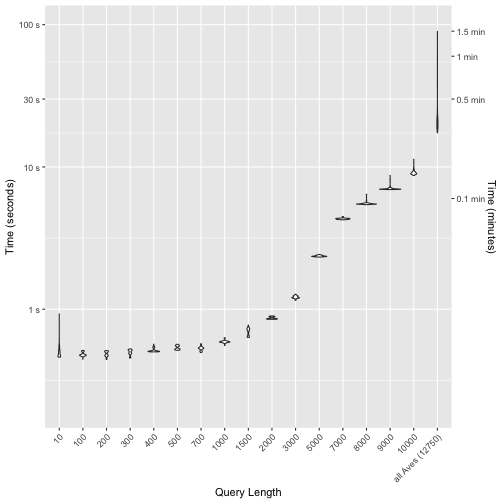 100 s
30 s
10 s
1 s
1.5 min
1 min
0.5 min
0.1 min
Time (seconds)
Time (minutes)
10
100
200
300
400
500
700
1000
1500
2000
3000
5000
7000
8000
9000
10000
all Aves (12750)
Query Length